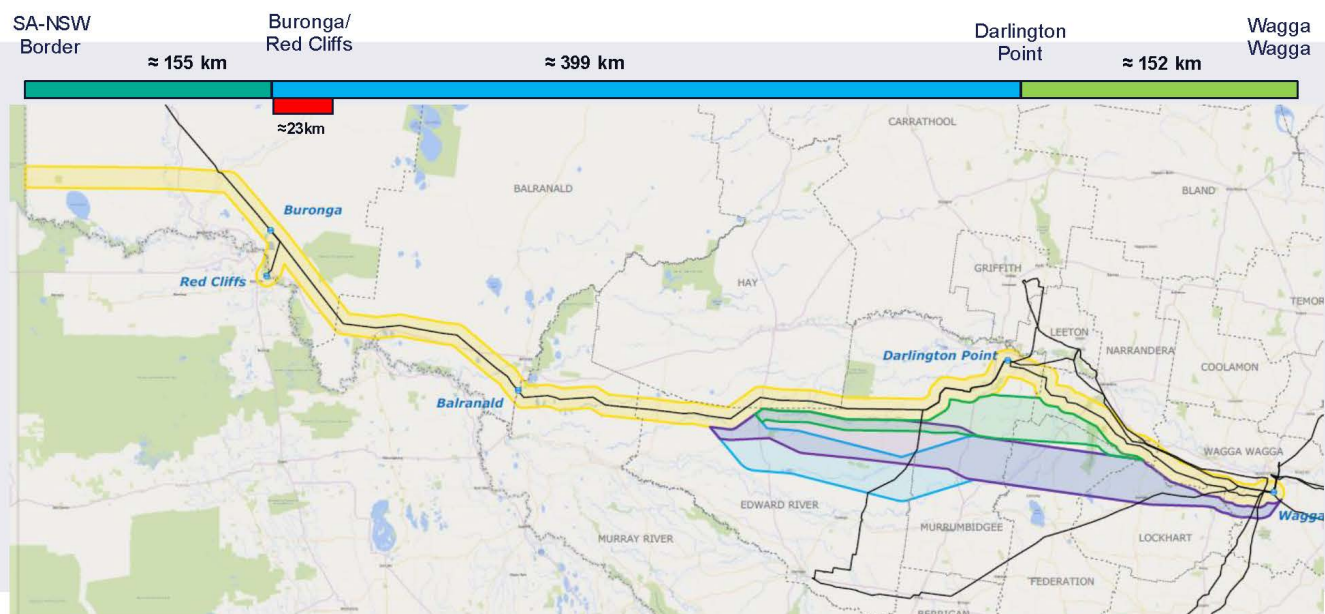 SA-NSW
Border
Buronga/
Red Cliffs
Darlington
Point
Wagga
Wagga
≈ 155 km
≈ 399 km
≈ 152 km
≈23km
CARRATHOOL
BALRANALD
BLAND
Buronga
Red Cliffs
HAY
GRIFFITH
TEMOR
LEETON
NARRANDERA
Darlington Point
COOLAMON
Balranald
WAGGA WAGGA
EDWARD RIVER
Wagga
MURRUMBIDGEE
MURRAY RIVER
LOCKHART
FEDERATION
BERRIGAN